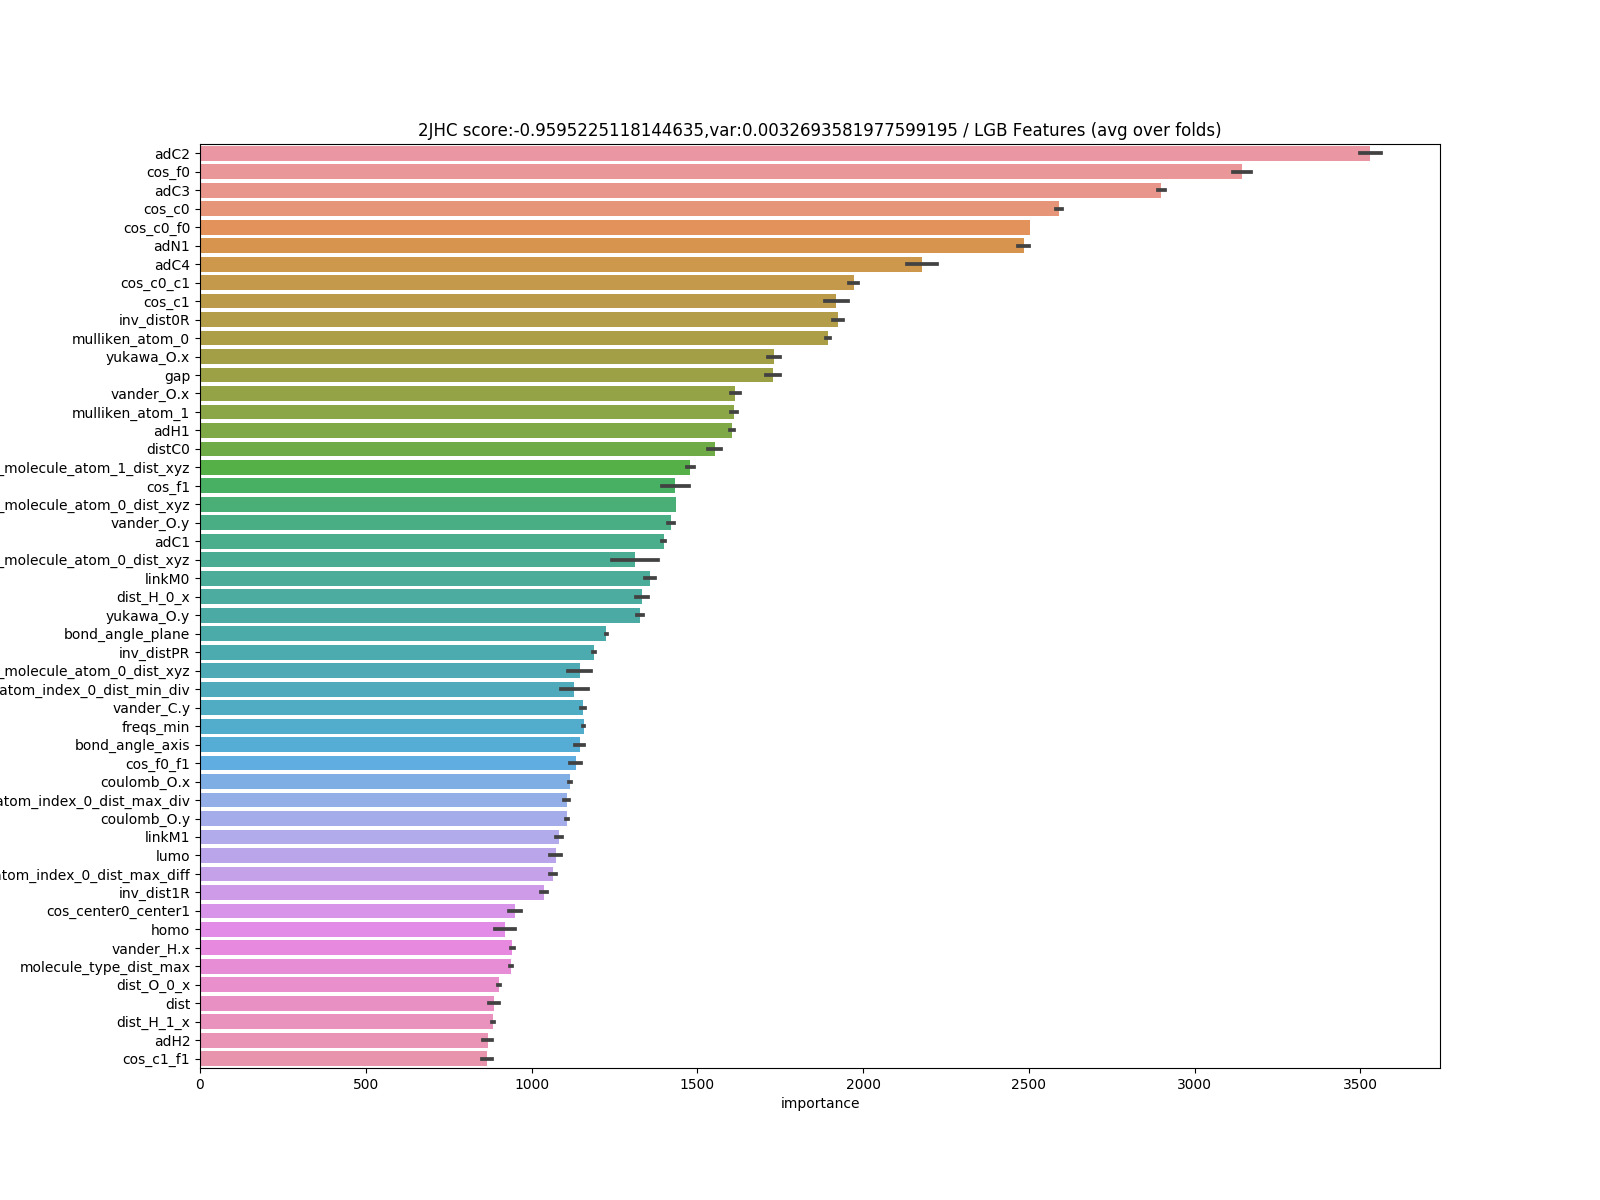 2JHC score:-0.9595225118144635,var:0.0032693581977599195 / LGB Features (avg over folds)
adC2
cos_f0
adC3
cos_c0
cos_c0_f0
adN1
adC4
cos_c0_c1
cos_c1
inv_dist0R
mulliken_atom_0
yukawa_O.x
gap
vander_O.x
mulliken_atom_1
adH1
distC0
_molecule_atom_1_dist_xyz
cos_f1
_molecule_atom_0_dist_xyz
vander_O.y
adC1
_molecule_atom_0_dist_xyz
linkM0
dist_H_0_x
yukawa_O.y
bond_angle_plane
inv_distPR
_molecule_atom_0_dist_xyz
atom_index_0_dist_min_div
vander_C.y
freqs_min
bond_angle_axis
cos_f0_f1
coulomb_O.x
atom_index_0_dist_max_div
coulomb_O.y
linkM1
lumo
atom_index_0_dist_max_diff
inv_dist1R
cos_center0_center1
homo
vander_H.x
molecule_type_dist_max
dist_O_0_x
dist
dist_H_1_x
adH2
cos_c1_f1
0 500 1000 1500 2000 2500 3000 3500
importance